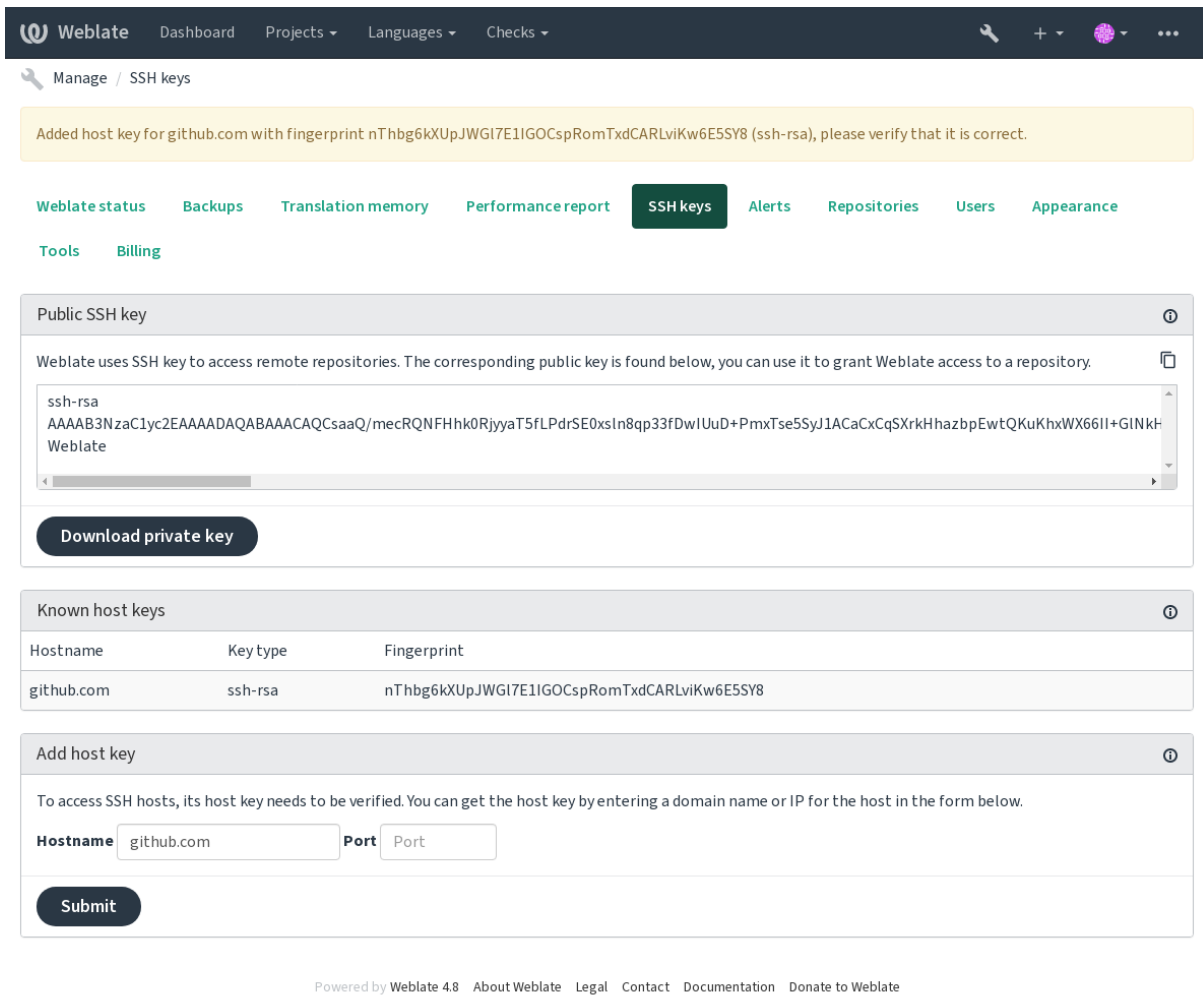 Weblate Dashboard Projects Languages Checks
Manage / SSH keys
Added host key for github.com with fingerprint nThbg6kXUpJWGl7E1IGOCspRomTxdCARLviKw6E5SY8 (ssh-rsa), please verify that it is correct.
Weblate status Backups Translation memory Performance report SSH keys Alerts Repositories Users Appearance
Tools Billing
Public SSH key
Weblate uses SSH key to access remote repositories. The corresponding public key is found below, you can use it to grant Weblate access to a repository.
ssh-rsa
AAAAB3NzaC1yc2EAAAADAQABAAACAQCsaaQ/mecRQNFHhk0RjyyaT5fLPdrSE0xsln8qp33fDwIUuD+PmxTse5SyJ1ACaCxCqSXrkHhazbpEwtQKuKhxWX66II+GlNkH
Weblate
Download private key
Known host keys
Hostname Key type Fingerprint
github.com ssh-rsa nThbg6kXUpJWGl7E1IGOCspRomTxdCARLviKw6E5SY8
Add host key
To access SSH hosts, its host key needs to be verified. You can get the host key by entering a domain name or IP for the host in the form below.
Hostname github.com Port Port
Submit
Powered by Weblate 4.8 About Weblate Legal Contact Documentation Donate to Weblate